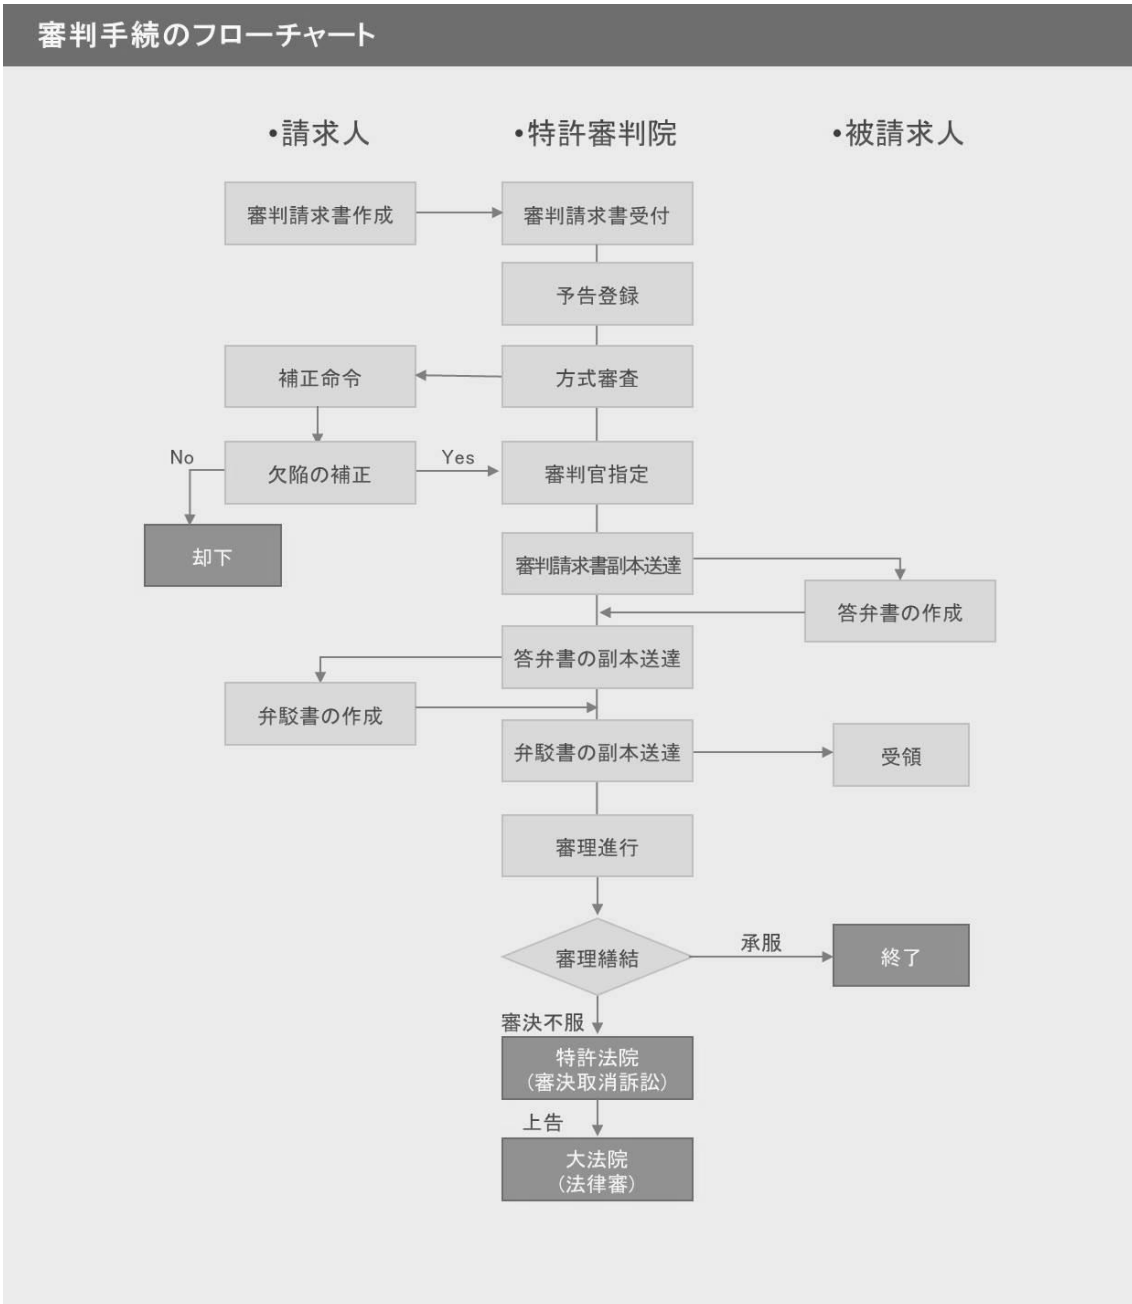 審判手続のフローチャート
•請求人
•特許審判院
•被請求人
審判請求書作成
審判請求書受付
予告登録
補正命令
方式審査
No
欠陥の補正
Yes
審判官指定
却下
審判請求書副本送達
答弁書の作成
答弁書の副本送達
弁駁書の作成
弁駁書の副本送達
受領
審理進行
審理繕結
承服
終了
審決不服
特許法院
(審決取消訴訟)
上告
大法院
(法律審)